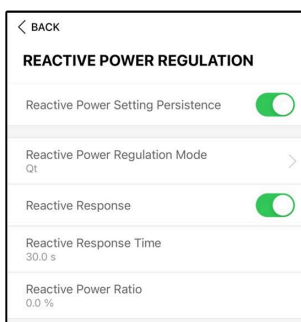 BACK
REACTIVE POWER REGULATION
Reactive Power Setting Persistence
Reactive Power Regulation Mode
Qt
Reactive Response
Reactive Response Time
30.0 s
Reactive Power Ratio
0.0 %